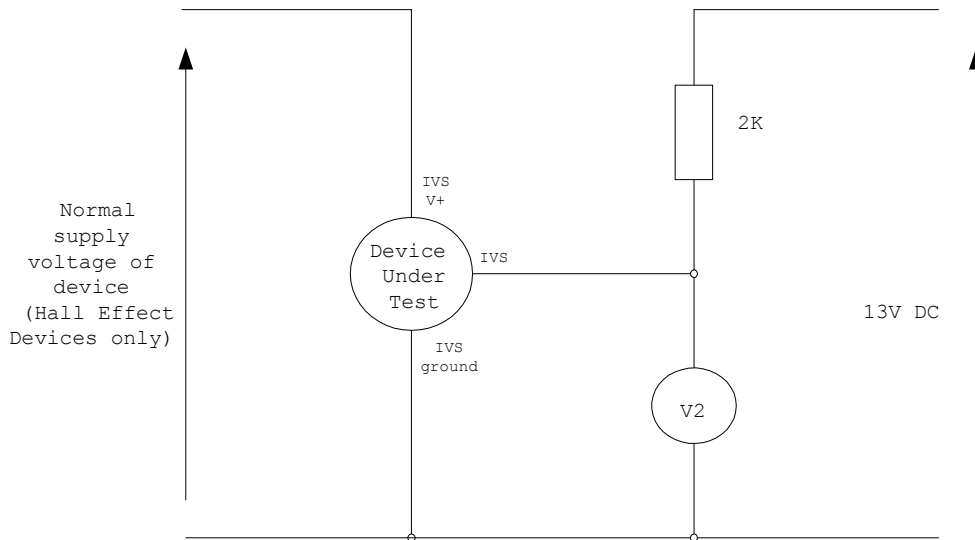 Normal
supply
voltage of
device
(Hall Effect
Devices only)
IVS
V+
Device
Under
Test
IVS
IVS
ground
2K
V2
13V DC